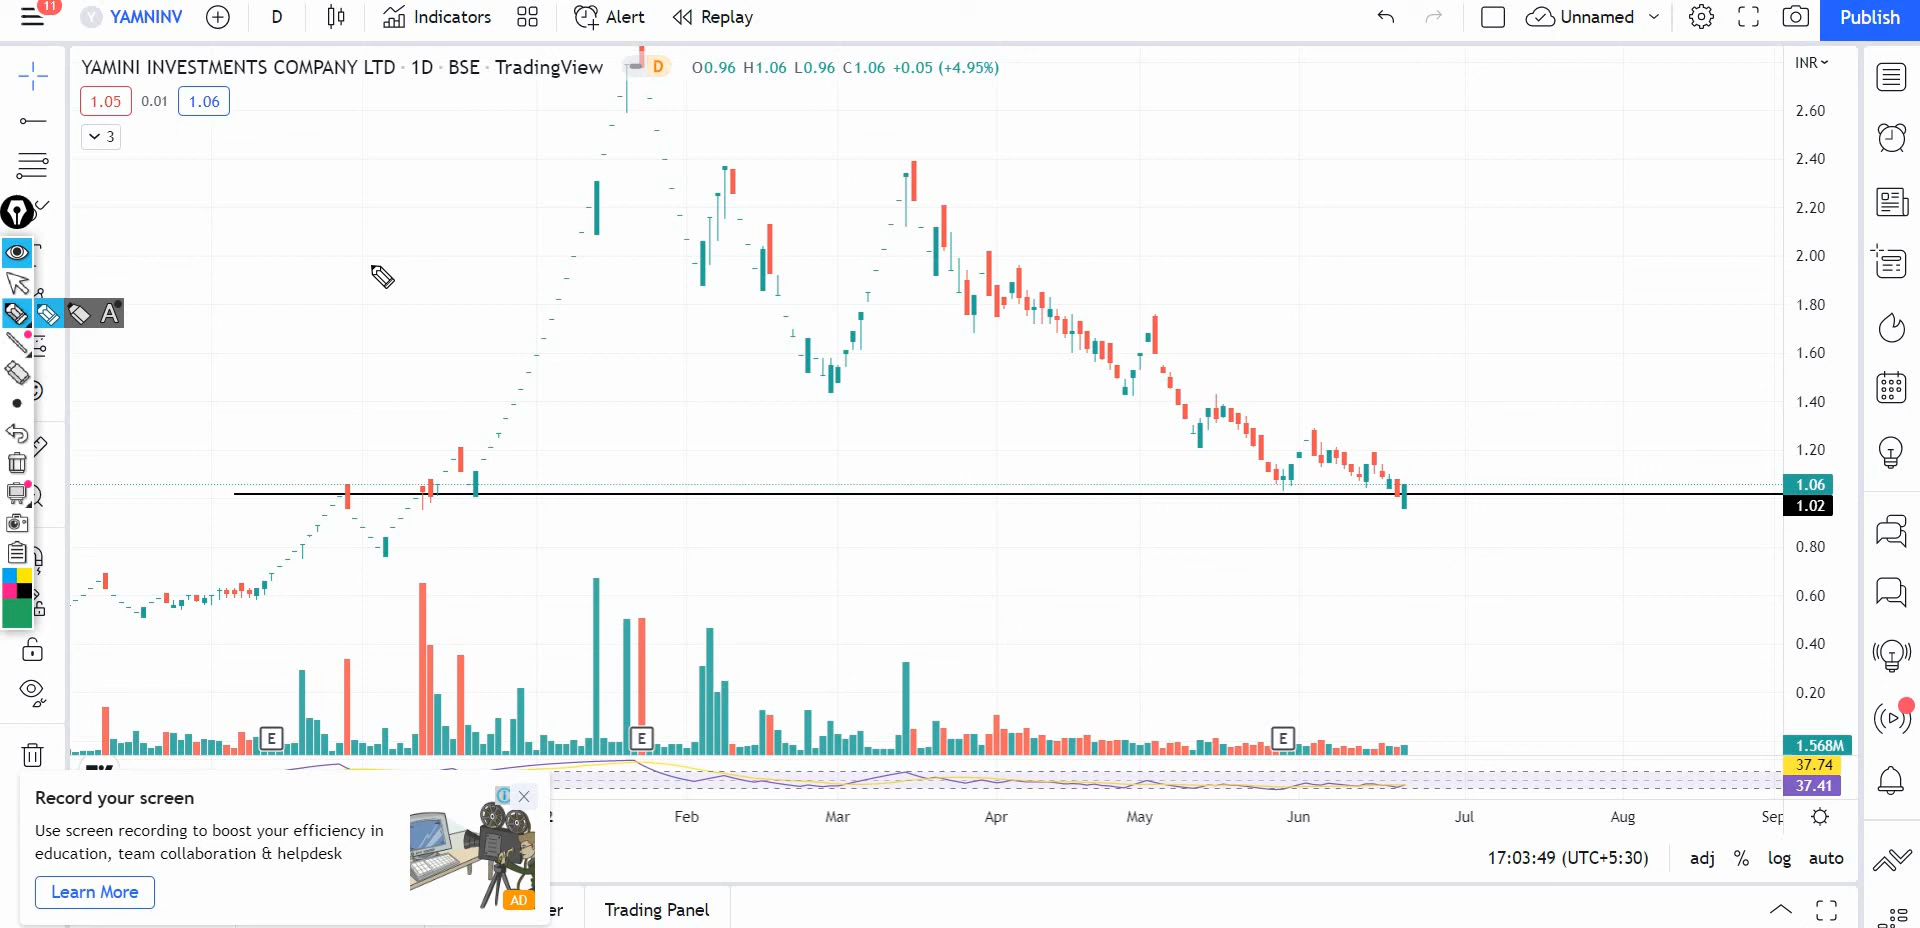 11
Y YAMNINV
D
Indicators
Alert
Replay
Unnamed
Publish
YAMINI INVESTMENTS COMPANY LTD · 1D · BSE · TradingView
D
O0.96 H1.06 L0.96 C1.06 +0.05 (+4.95%)
INR
1.05 0.01 1.06
3
2.60
2.40
2.20
2.00
1.80
1.60
1.40
1.20
1.06
1.02
0.80
0.60
0.40
0.20
A
E E E
1.568M
37.74
37.41
Feb Mar Apr May Jun Jul Aug Sep
Record your screen
Use screen recording to boost your efficiency in
education, team collaboration & helpdesk
Learn More
AD
17:03:49 (UTC+5:30) adj % log auto
er Trading Panel